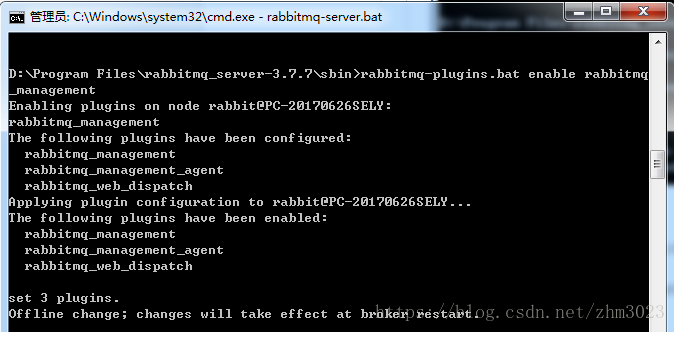 管理员: C:\Windows\system32\cmd.exe - rabbitmq-server.bat
D:\Program Files\rabbitmq_server-3.7.7\sbin>rabbitmq-plugins.bat enable rabbitmq
_management
Enabling plugins on node rabbit@PC-20170626SELY:
rabbitmq_management
The following plugins have been configured:
  rabbitmq_management
  rabbitmq_management_agent
  rabbitmq_web_dispatch
Applying plugin configuration to rabbit@PC-20170626SELY...
The following plugins have been enabled:
  rabbitmq_management
  rabbitmq_management_agent
  rabbitmq_web_dispatch
set 3 plugins.
Offline change; changes will take effect at broker restart.
https://blog.csdn.net/zhm3023